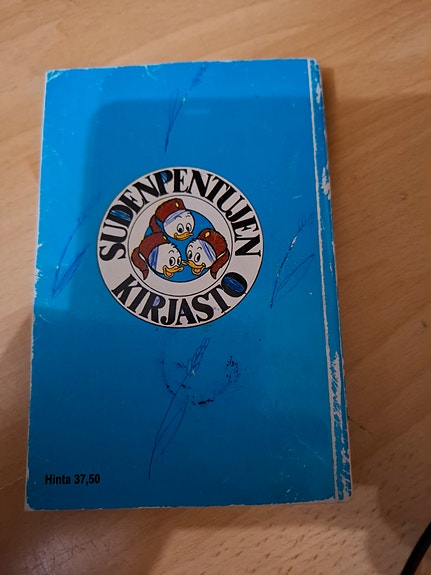 SUDENPENTUJEN
KIRJASTO
Hinta 37,50